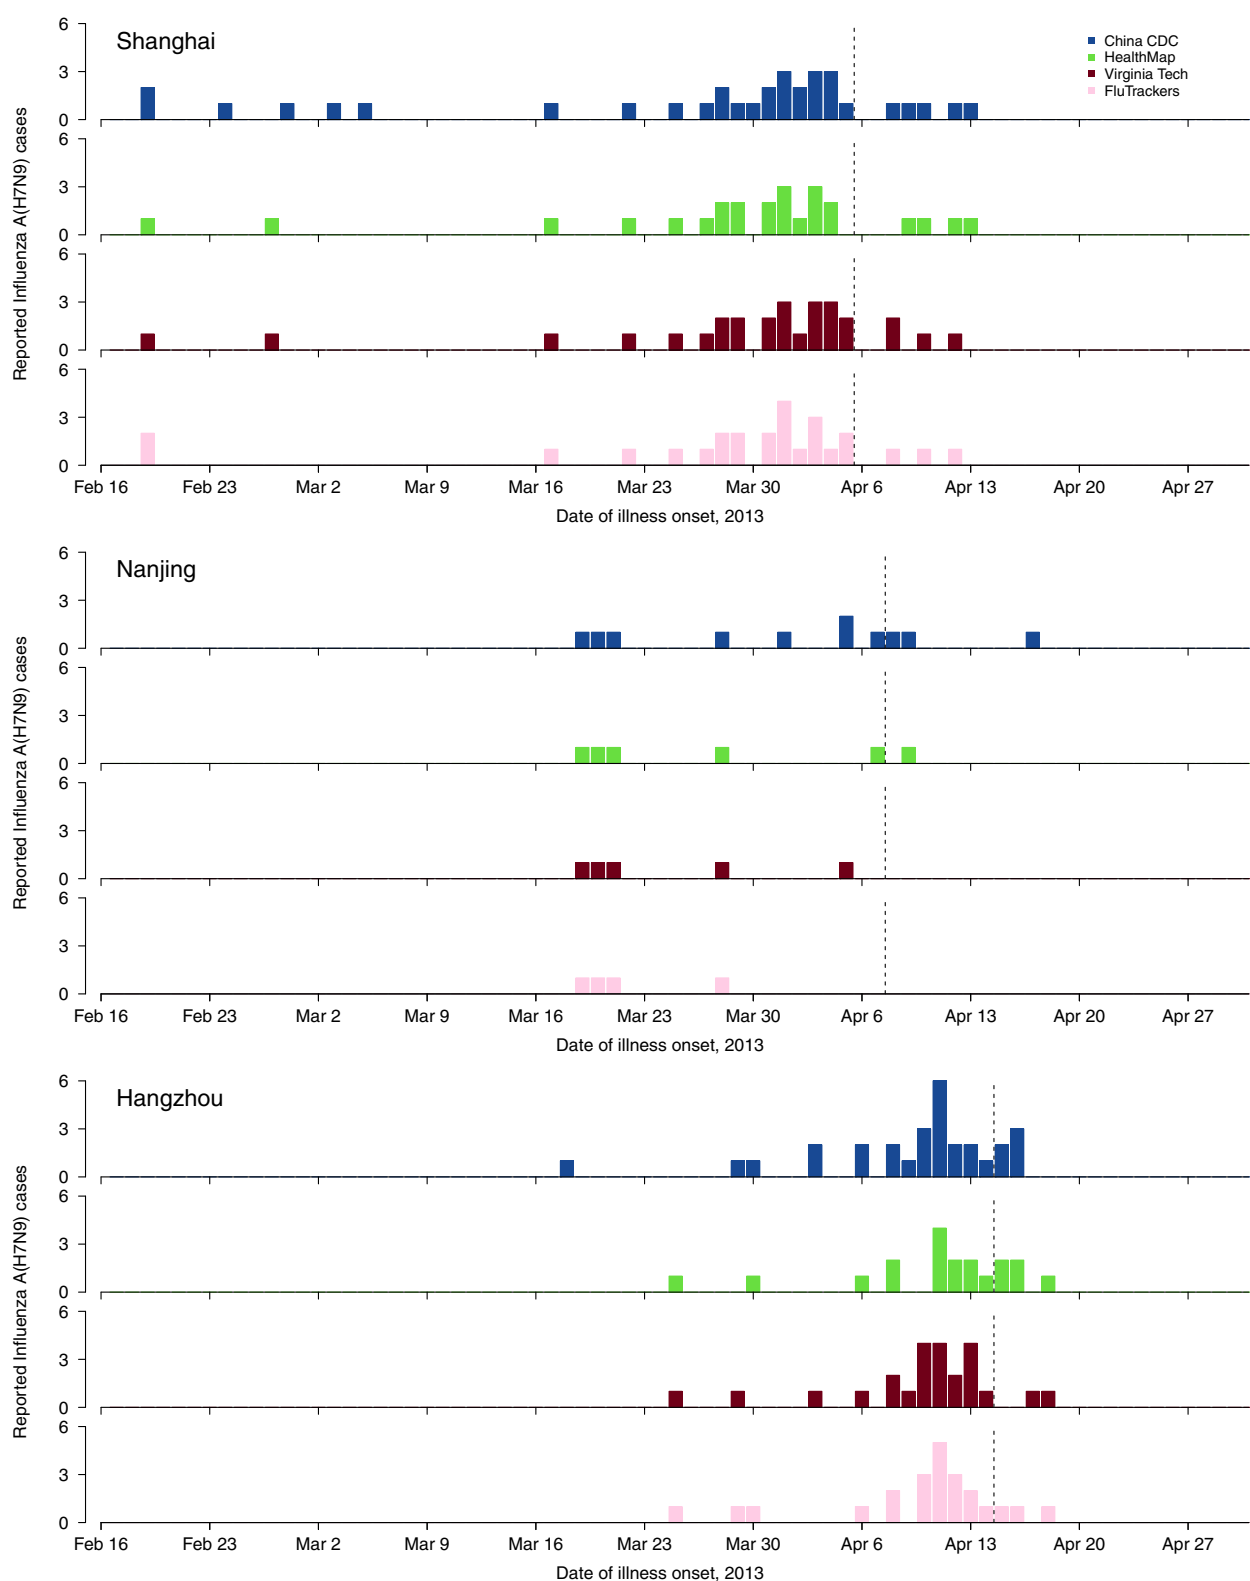 Shanghai
China CDC
HealthMap
Virginia Tech
FluTrackers
Reported Influenza A(H7N9) cases
6
3
0
6
3
0
6
3
0
6
3
0
Feb 16 Feb 23 Mar 2 Mar 9 Mar 16 Mar 23 Mar 30 Apr 6 Apr 13 Apr 20 Apr 27
Date of illness onset, 2013
Nanjing
Reported Influenza A(H7N9) cases
6
3
0
6
3
0
6
3
0
6
3
0
Feb 16 Feb 23 Mar 2 Mar 9 Mar 16 Mar 23 Mar 30 Apr 6 Apr 13 Apr 20 Apr 27
Date of illness onset, 2013
Hangzhou
Reported Influenza A(H7N9) cases
6
3
0
6
3
0
6
3
0
6
3
0
Feb 16 Feb 23 Mar 2 Mar 9 Mar 16 Mar 23 Mar 30 Apr 6 Apr 13 Apr 20 Apr 27
Date of illness onset, 2013